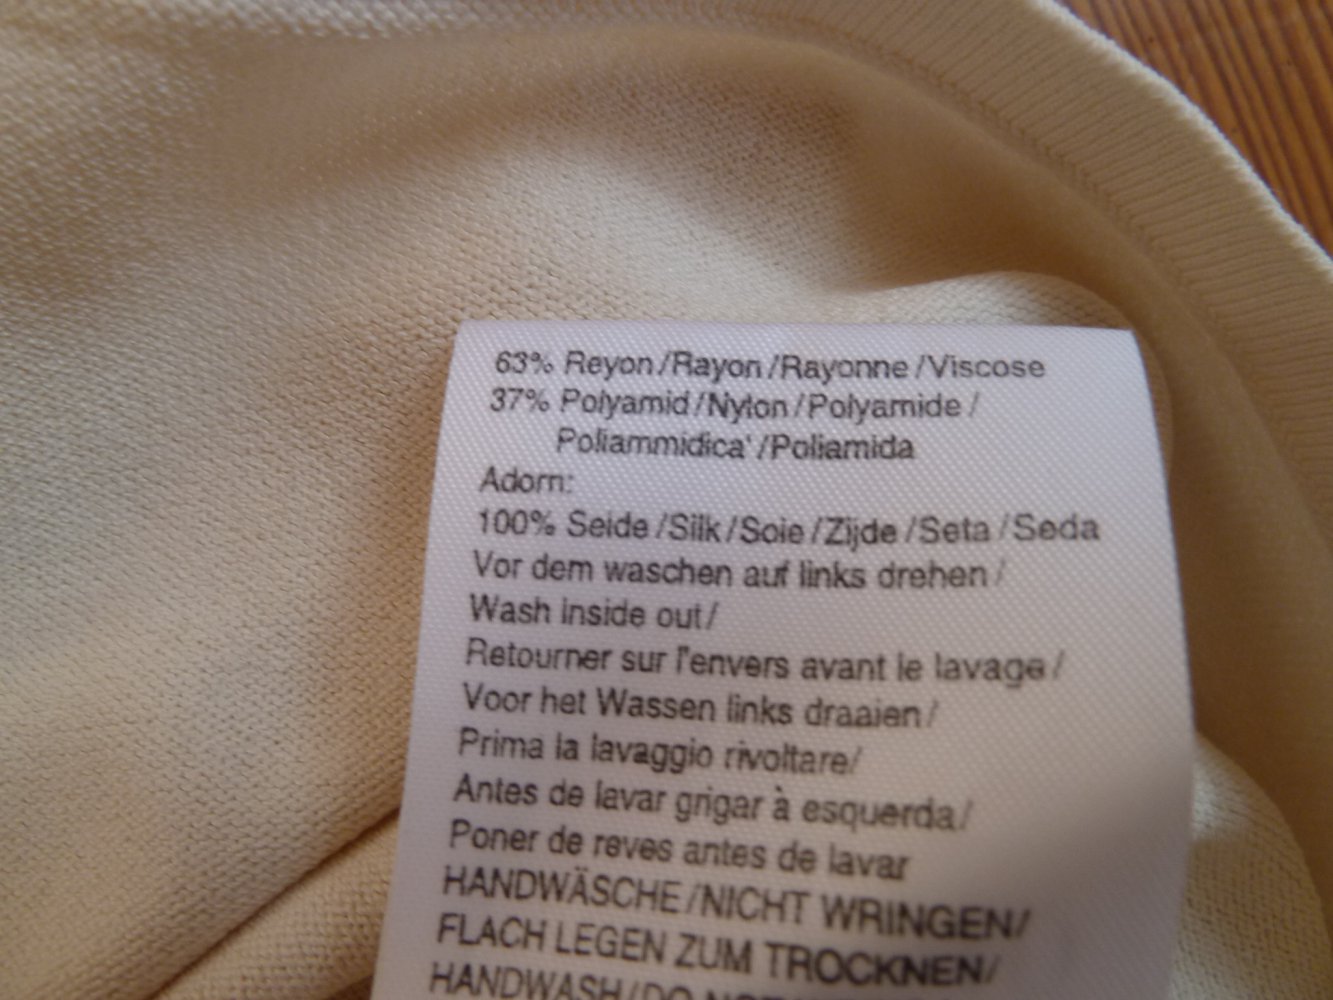 63% Reyon/Rayon/Rayonne/Viscose
37% Polyamid/Nylon/Polyamide/
Poliammidica'/Poliamida
Adorn:
100% Seide/Silk/Soie/Zijde/Seta/Seda
Vor dem waschen auf links drehen/
Wash inside out/
Retourner sur l'envers avant le lavage/
Voor het Wassen links draaien/
Prima la lavaggio rivoltare/
Antes de lavar grigar à esquerda/
Poner de reves antes de lavar
HANDWÄSCHE/NICHT WRINGEN/
FLACH LEGEN ZUM TROCKNEN/
HANDWASH/DO NOT